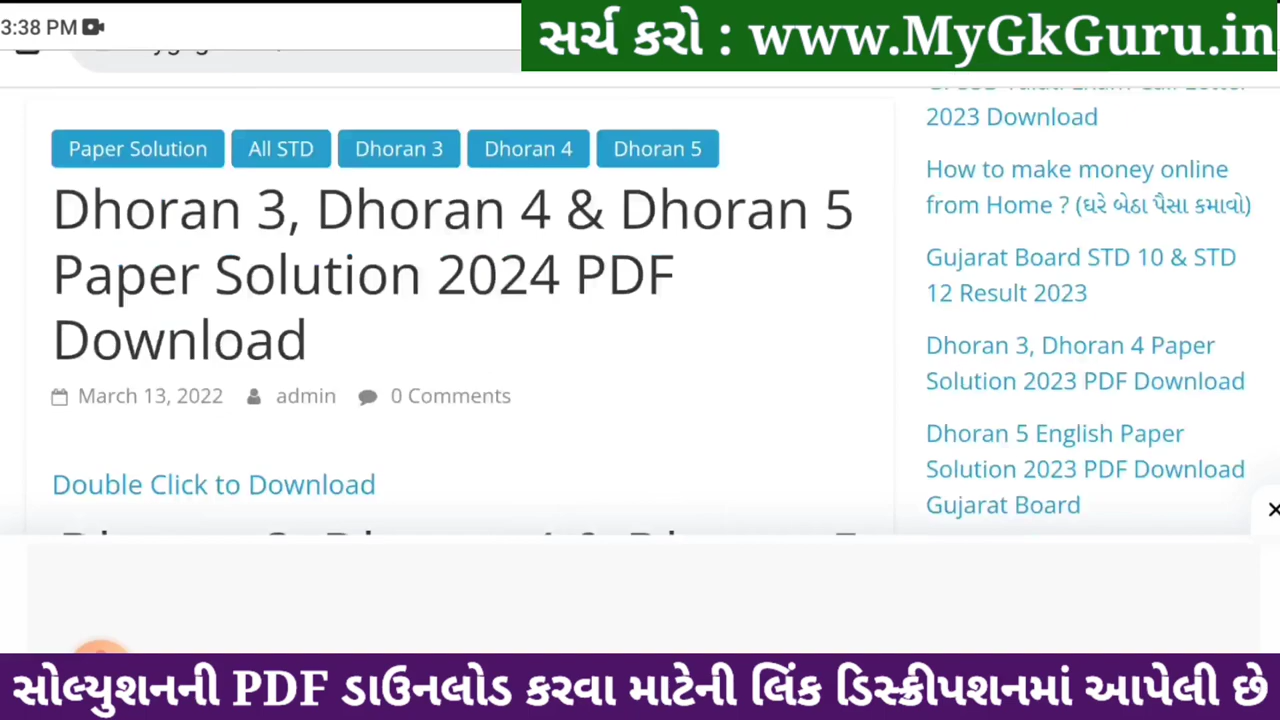 3:38 PM
સર્ચ કરો : www.MyGkGuru.in
Paper Solution
All STD
Dhoran 3
Dhoran 4
Dhoran 5
Dhoran 3, Dhoran 4 & Dhoran 5
Paper Solution 2024 PDF
Download
March 13, 2022 admin 0 Comments
Double Click to Download
2023 Download
How to make money online
from Home ? (ઘરે બેઠા પૈસા કમાવો)
Gujarat Board STD 10 & STD
12 Result 2023
Dhoran 3, Dhoran 4 Paper
Solution 2023 PDF Download
Dhoran 5 English Paper
Solution 2023 PDF Download
Gujarat Board
સોલ્યુશનની PDF ડાઉનલોડ કરવા માટેની લિંક ડિસ્ક્રીપશનમાં આપેલી છે